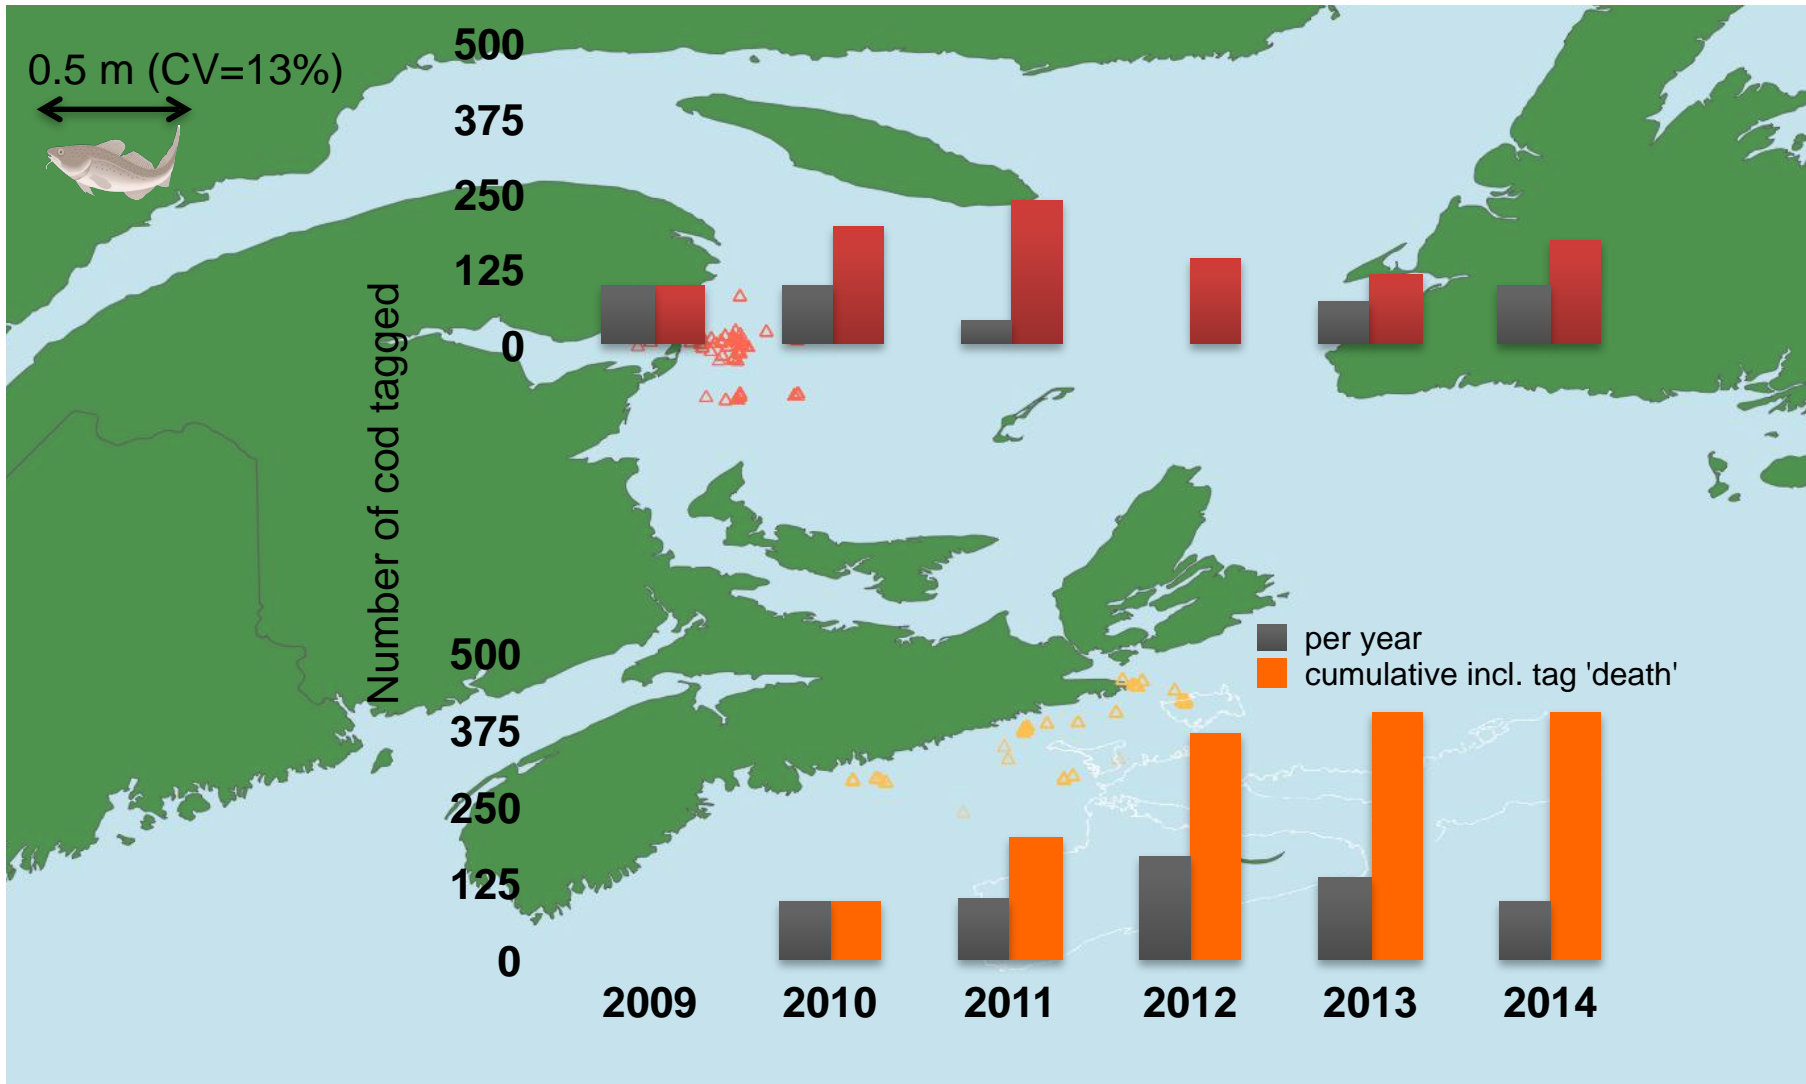 0.5 m (CV=13%)
500
375
250
125
0
Number of cod tagged
per year
cumulative incl. tag 'death'
500
375
250
125
0
2009 2010 2011 2012 2013 2014